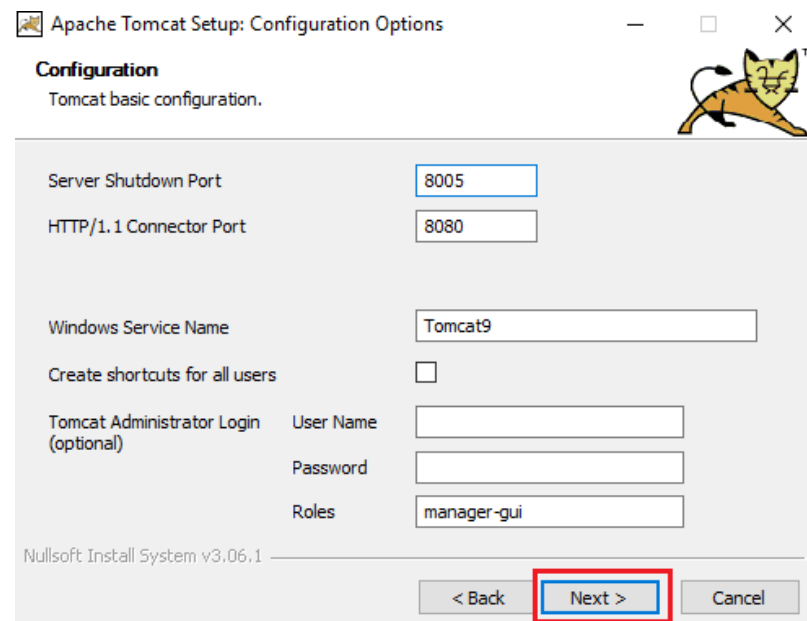 Apache Tomcat Setup: Configuration Options
Configuration
Tomcat basic configuration.
Server Shutdown Port 8005
HTTP/1.1 Connector Port 8080
Windows Service Name Tomcat9
Create shortcuts for all users
Tomcat Administrator Login User Name
(optional)
Password
Roles manager-gui
Nullsoft Install System v3.06.1
< Back Next > Cancel